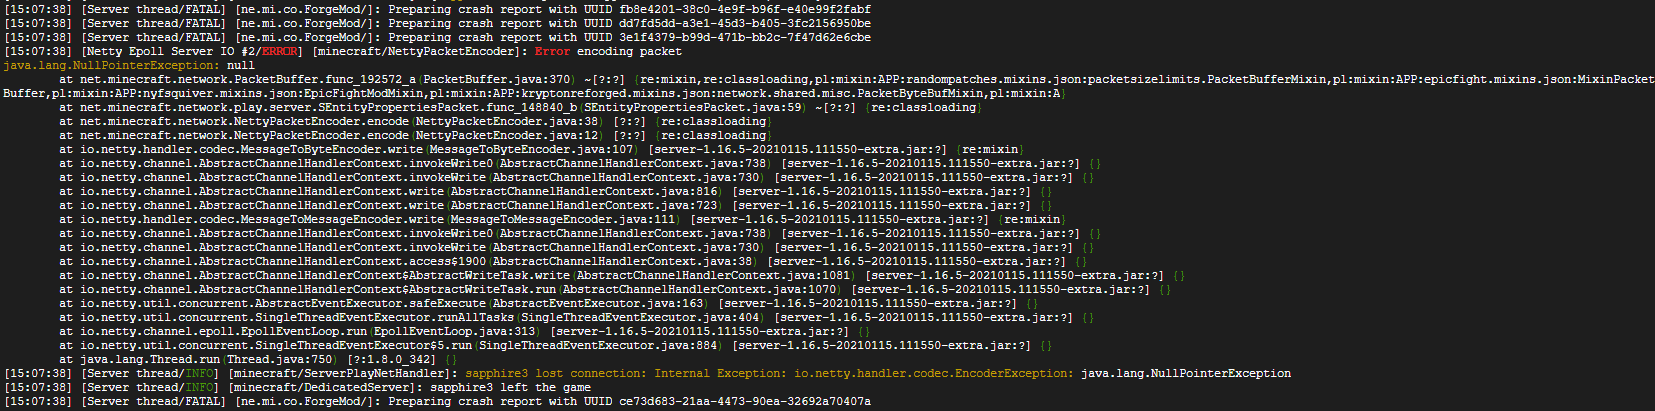 [15:07:38] [Server thread/FATAL] [ne.mi.co.ForgeMod/]: Preparing crash report with UUID fb8e4201-38c0-4e9f-b96f-e40e99f2fabf
[15:07:38] [Server thread/FATAL] [ne.mi.co.ForgeMod/]: Preparing crash report with UUID dd7fd5dd-a3e1-45d3-b405-3fc2156950be
[15:07:38] [Server thread/FATAL] [ne.mi.co.ForgeMod/]: Preparing crash report with UUID 3e1f4379-b99d-471b-bb2c-7f47d62e6cbe
[15:07:38] [Netty Epoll Server IO #2/ERROR] [minecraft/NettyPacketEncoder]: Error encoding packet
java.lang.NullPointerException: null
at net.minecraft.network.PacketBuffer.func_192572_a(PacketBuffer.java:370) ~[?:?] {re:mixin,re:classloading,pl:mixin:APP:randompatches.mixins.json:packetsizelimits.PacketBufferMixin,pl:mixin:APP:epicfight.mixins.json:MixinPacket
Buffer,pl:mixin:APP:nyfsquiver.mixins.json:EpicFightModMixin,pl:mixin:APP:kryptonreforged.mixins.json:network.shared.misc.PacketByteBufMixin,pl:mixin:A}
at net.minecraft.network.play.server.SEntityPropertiesPacket.func_148840_b(SEntityPropertiesPacket.java:59) ~[?:?] {re:classloading}
at net.minecraft.network.NettyPacketEncoder.encode(NettyPacketEncoder.java:38) [?:?] {re:classloading}
at net.minecraft.network.NettyPacketEncoder.encode(NettyPacketEncoder.java:12) [?:?] {re:classloading}
at io.netty.handler.codec.MessageToByteEncoder.write(MessageToByteEncoder.java:107) [server-1.16.5-20210115.111550-extra.jar:?] {re:mixin}
at io.netty.channel.AbstractChannelHandlerContext.invokeWrite0(AbstractChannelHandlerContext.java:738) [server-1.16.5-20210115.111550-extra.jar:?] {}
at io.netty.channel.AbstractChannelHandlerContext.invokeWrite(AbstractChannelHandlerContext.java:730) [server-1.16.5-20210115.111550-extra.jar:?] {}
at io.netty.channel.AbstractChannelHandlerContext.write(AbstractChannelHandlerContext.java:816) [server-1.16.5-20210115.111550-extra.jar:?] {}
at io.netty.channel.AbstractChannelHandlerContext.write(AbstractChannelHandlerContext.java:723) [server-1.16.5-20210115.111550-extra.jar:?] {}
at io.netty.handler.codec.MessageToMessageEncoder.write(MessageToMessageEncoder.java:111) [server-1.16.5-20210115.111550-extra.jar:?] {re:mixin}
at io.netty.channel.AbstractChannelHandlerContext.invokeWrite0(AbstractChannelHandlerContext.java:738) [server-1.16.5-20210115.111550-extra.jar:?] {}
at io.netty.channel.AbstractChannelHandlerContext.invokeWrite(AbstractChannelHandlerContext.java:730) [server-1.16.5-20210115.111550-extra.jar:?] {}
at io.netty.channel.AbstractChannelHandlerContext.access$1900(AbstractChannelHandlerContext.java:38) [server-1.16.5-20210115.111550-extra.jar:?] {}
at io.netty.channel.AbstractChannelHandlerContext$AbstractWriteTask.write(AbstractChannelHandlerContext.java:1081) [server-1.16.5-20210115.111550-extra.jar:?] {}
at io.netty.channel.AbstractChannelHandlerContext$AbstractWriteTask.run(AbstractChannelHandlerContext.java:1070) [server-1.16.5-20210115.111550-extra.jar:?] {}
at io.netty.util.concurrent.AbstractEventExecutor.safeExecute(AbstractEventExecutor.java:163) [server-1.16.5-20210115.111550-extra.jar:?] {}
at io.netty.util.concurrent.SingleThreadEventExecutor.runAllTasks(SingleThreadEventExecutor.java:404) [server-1.16.5-20210115.111550-extra.jar:?] {}
at io.netty.channel.epoll.EpollEventLoop.run(EpollEventLoop.java:313) [server-1.16.5-20210115.111550-extra.jar:?] {}
at io.netty.util.concurrent.SingleThreadEventExecutor$5.run(SingleThreadEventExecutor.java:884) [server-1.16.5-20210115.111550-extra.jar:?] {}
at java.lang.Thread.run(Thread.java:750) [?:1.8.0_342] {}
[15:07:38] [Server thread/INFO] [minecraft/ServerPlayNetHandler]: sapphire3 lost connection: Internal Exception: io.netty.handler.codec.EncoderException: java.lang.NullPointerException
[15:07:38] [Server thread/INFO] [minecraft/DedicatedServer]: sapphire3 left the game
[15:07:38] [Server thread/FATAL] [ne.mi.co.ForgeMod/]: Preparing crash report with UUID ce73d683-21aa-4473-90ea-32692a70407a